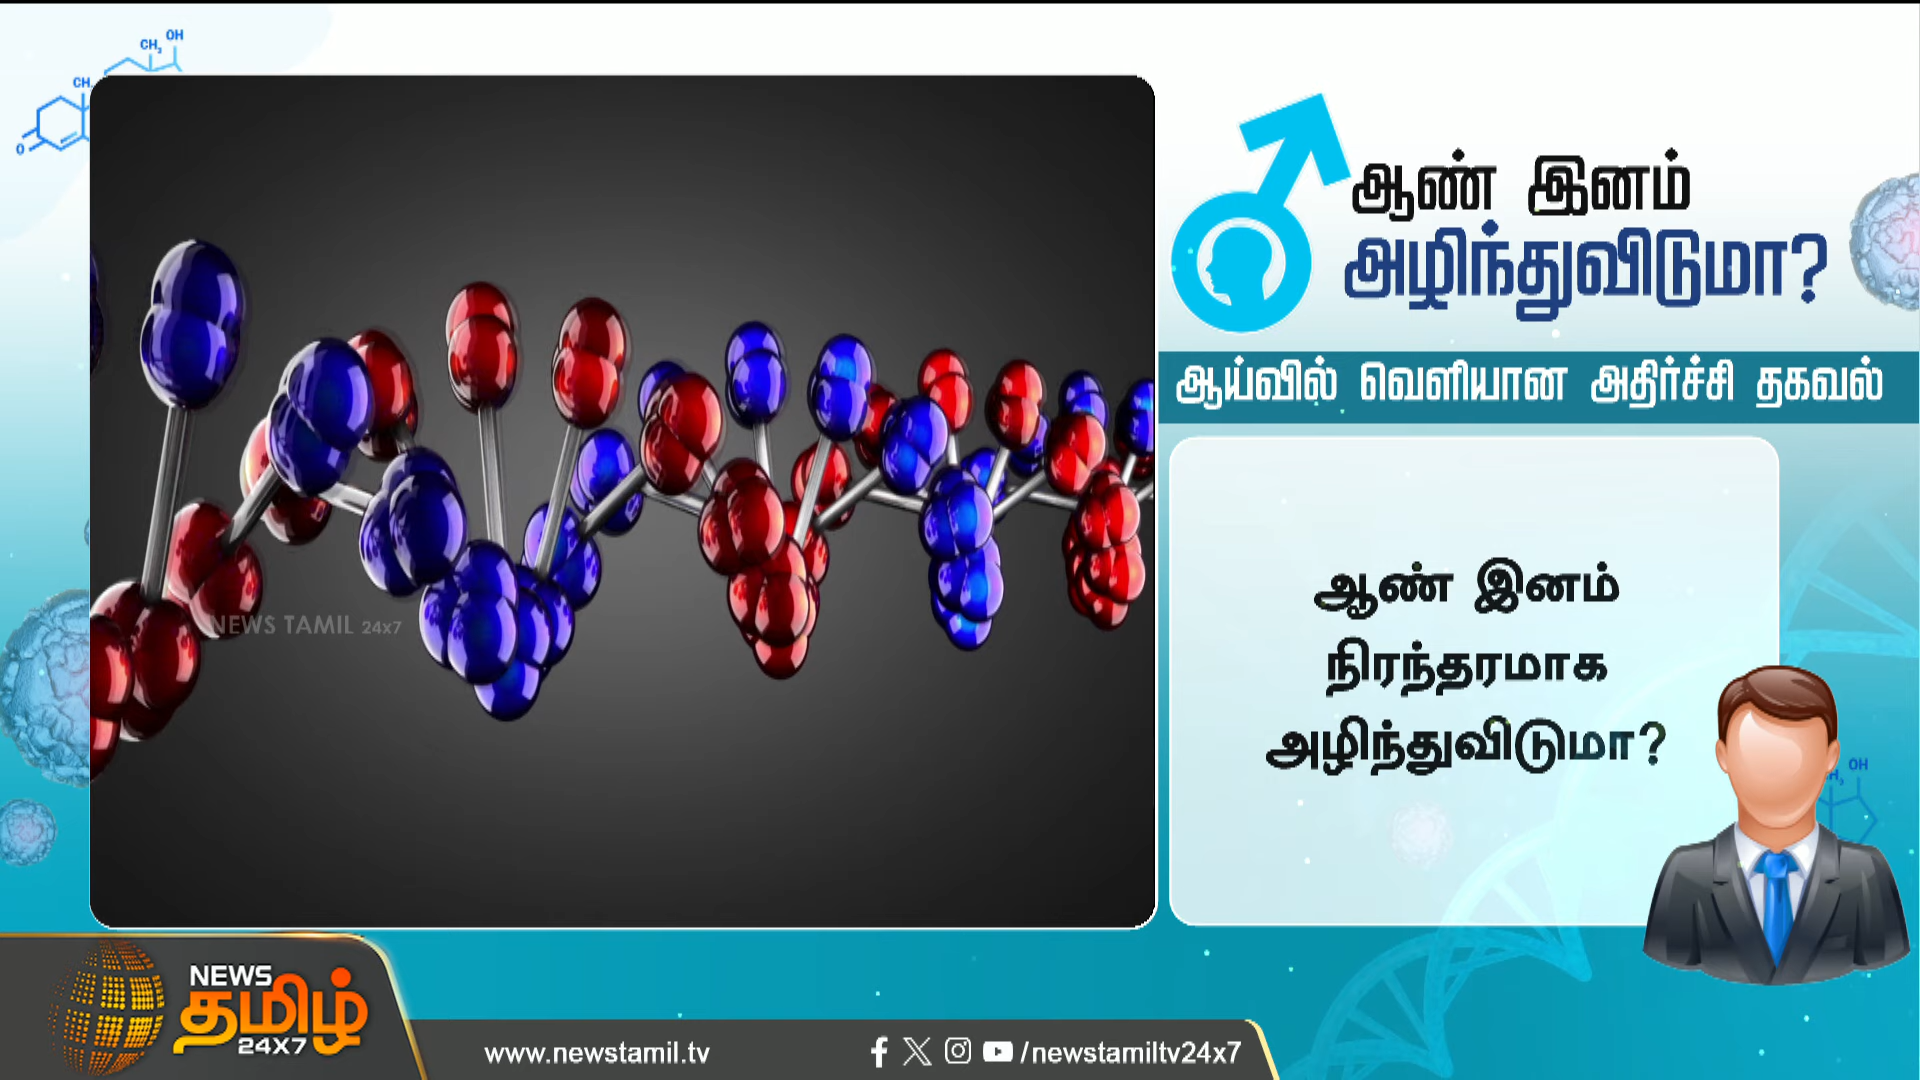 CH₃ OH
CH₃
O
ஆண் இனம்
அழிந்துவிடுமா?
ஆய்வில் வெளியான அதிர்ச்சி தகவல்
ஆண் இனம்
நிரந்தரமாக
அழிந்துவிடுமா?
NEWS TAMIL 24x7
OH
NEWS
தமிழ்
24X7
www.newstamil.tv
/newstamiltv24x7